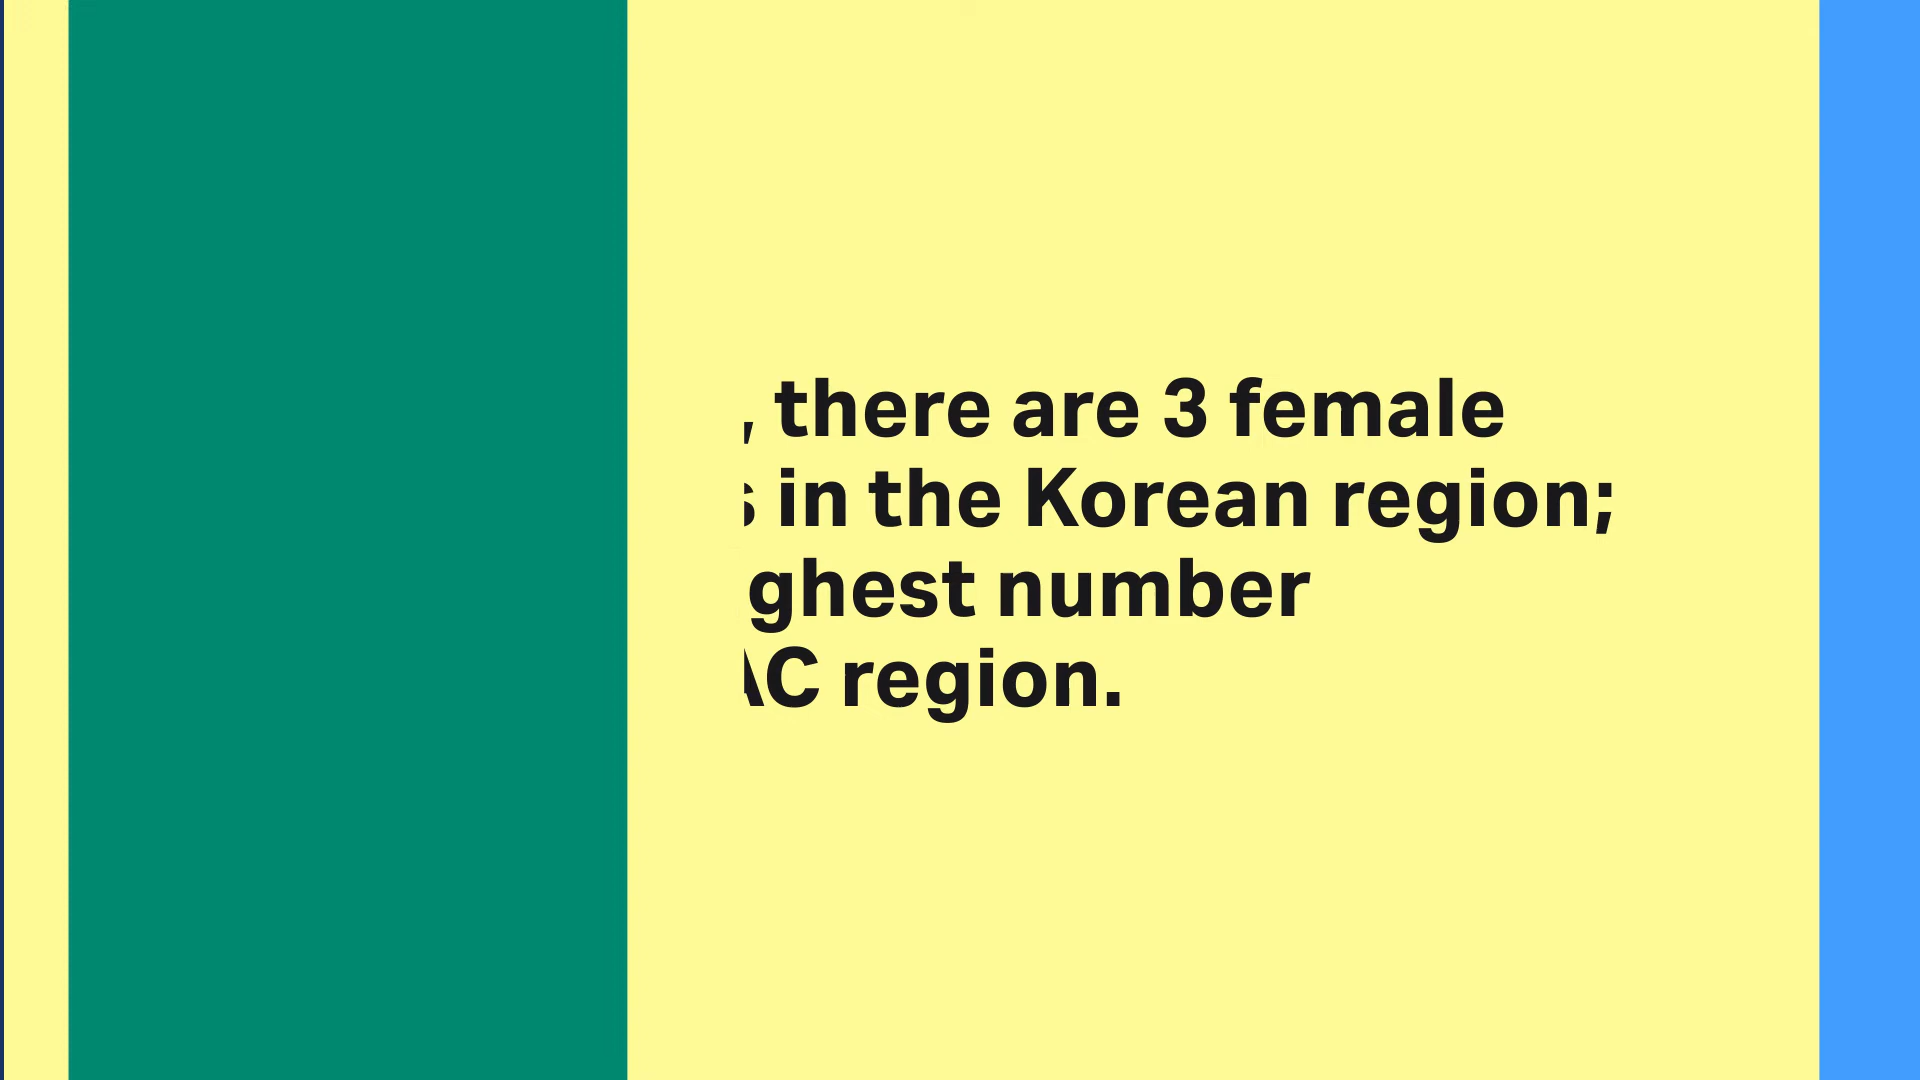 , there are 3 female
s in the Korean region;
ghest number
AC region.